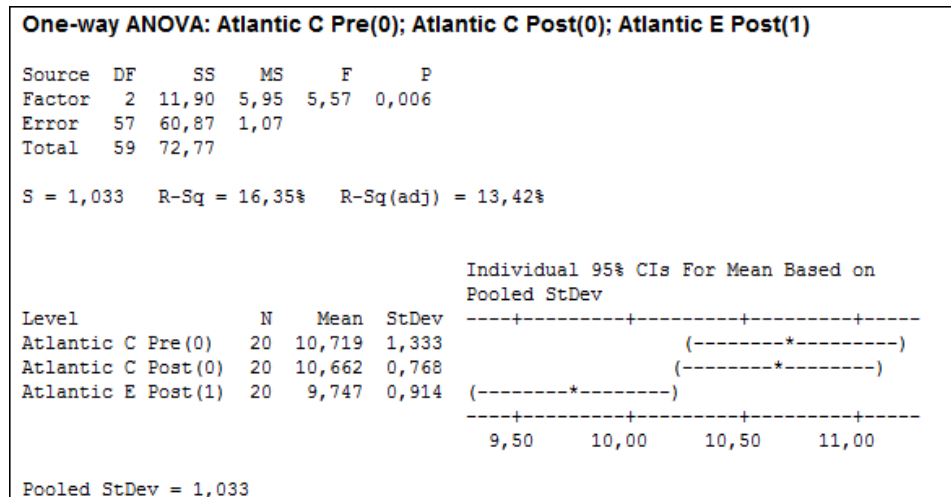 One-way ANOVA: Atlantic C Pre(0); Atlantic C Post(0); Atlantic E Post(1)
Source DF SS MS F P
Factor 2 11,90 5,95 5,57 0,006
Error 57 60,87 1,07
Total 59 72,77
S = 1,033 R-Sq = 16,35% R-Sq(adj) = 13,42%
Individual 95% CIs For Mean Based on
Pooled StDev
Level N Mean StDev ----+---------+---------+---------+-----
Atlantic C Pre(0) 20 10,719 1,333 (--------*---------)
Atlantic C Post(0) 20 10,662 0,768 (--------*--------)
Atlantic E Post(1) 20 9,747 0,914 (--------*--------)
----+---------+---------+---------+-----
9,50 10,00 10,50 11,00
Pooled StDev = 1,033